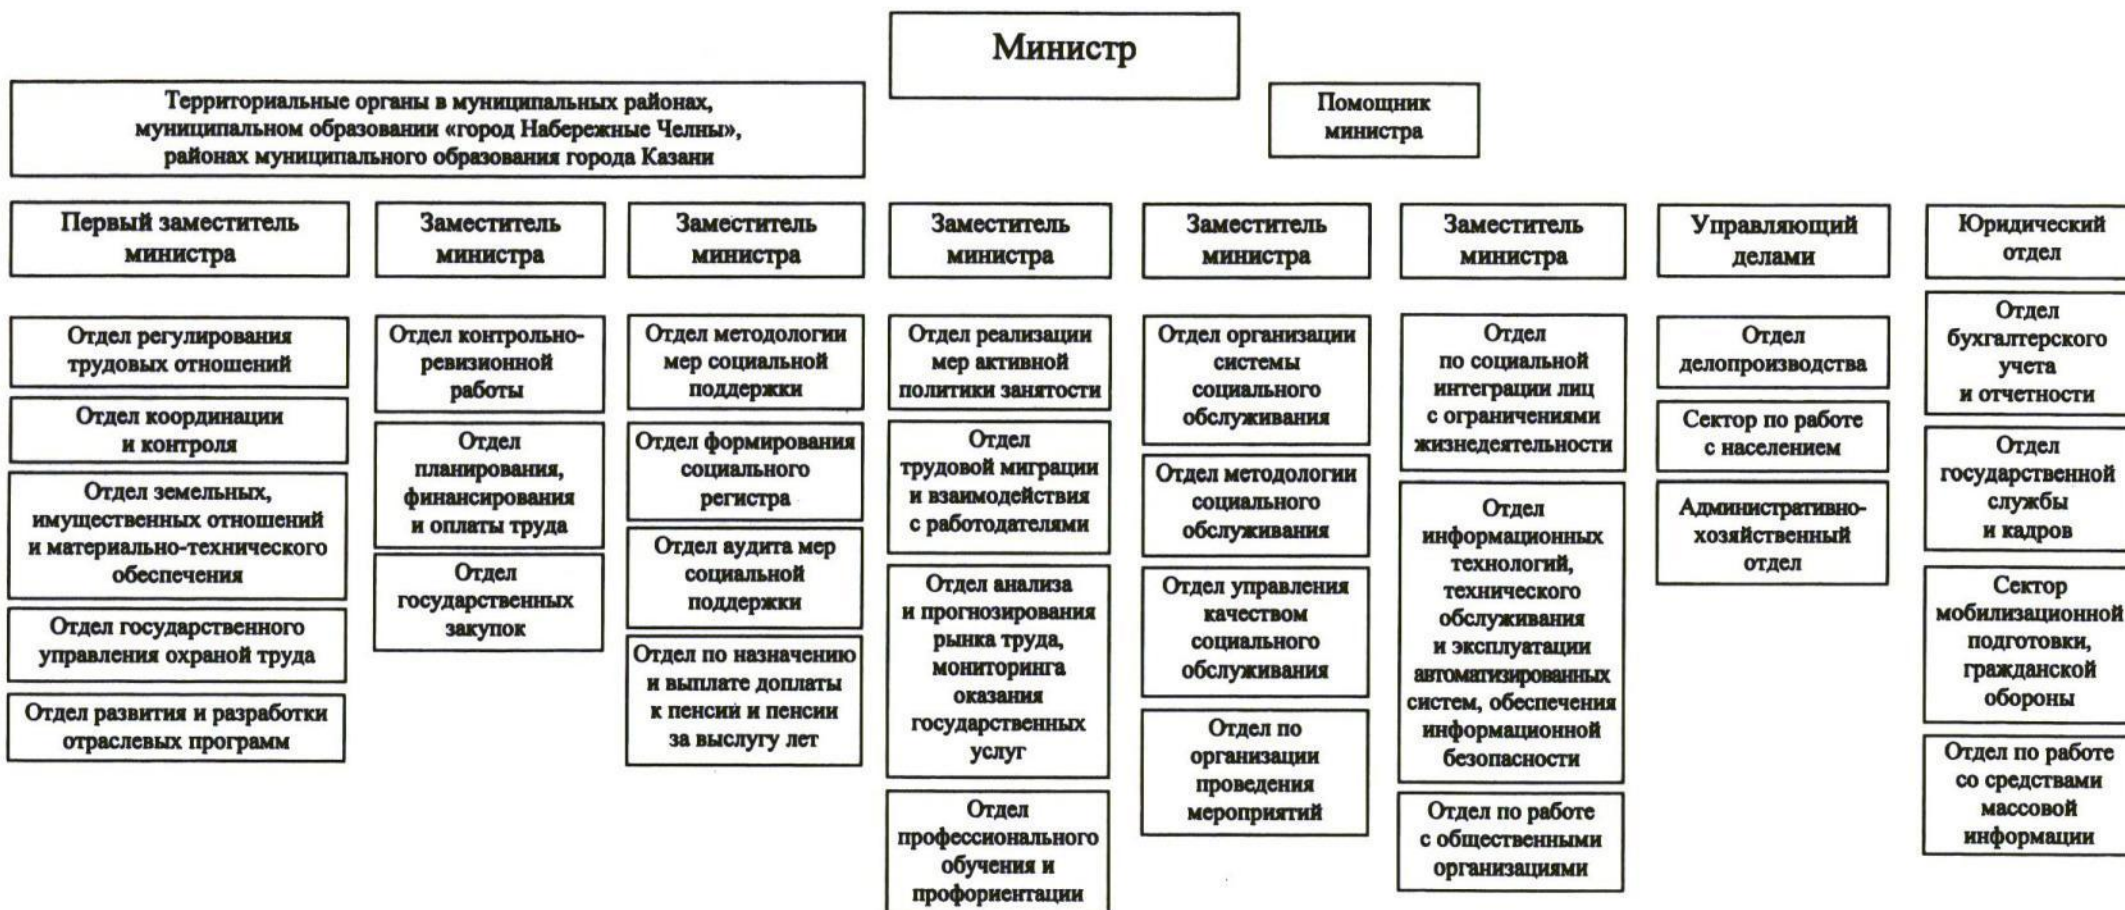 Министр
Территориальные органы в муниципальных районах,
муниципальном образовании «город Набережные Челны»,
районах муниципального образования города Казани
Помощник
министра
Первый заместитель
министра
Заместитель
министра
Заместитель
министра
Заместитель
министра
Заместитель
министра
Заместитель
министра
Управляющий
делами
Юридический
отдел
Отдел регулирования
трудовых отношений
Отдел координации
и контроля
Отдел земельных,
имущественных отношений
и материально-технического
обеспечения
Отдел государственного
управления охраной труда
Отдел развития и разработки
отраслевых программ
Отдел контрольно-
ревизионной
работы
Отдел
планирования,
финансирования
и оплаты труда
Отдел
государственных
закупок
Отдел методологии
мер социальной
поддержки
Отдел формирования
социального
регистра
Отдел аудита мер
социальной
поддержки
Отдел по назначению
и выплате доплаты
к пенсии и пенсии
за выслугу лет
Отдел реализации
мер активной
политики занятости
Отдел
трудовой миграции
и взаимодействия
с работодателями
Отдел анализа
и прогнозирования
рынка труда,
мониторинга
оказания
государственных
услуг
Отдел
профессионального
обучения и
профориентации
Отдел организации
системы
социального
обслуживания
Отдел методологии
социального
обслуживания
Отдел управления
качеством
социального
обслуживания
Отдел по
организации
проведения
мероприятий
Отдел
по социальной
интеграции лиц
с ограничениями
жизнедеятельности
Отдел
информационных
технологий,
технического
обслуживания
и эксплуатации
автоматизированных
систем, обеспечения
информационной
безопасности
Отдел по работе
с общественными
организациями
Отдел
делопроизводства
Сектор по работе
с населением
Административно-
хозяйственный
отдел
Отдел
бухгалтерского
учета
и отчетности
Отдел
государственной
службы
и кадров
Сектор
мобилизационной
подготовки,
гражданской
обороны
Отдел по работе
со средствами
массовой
информации